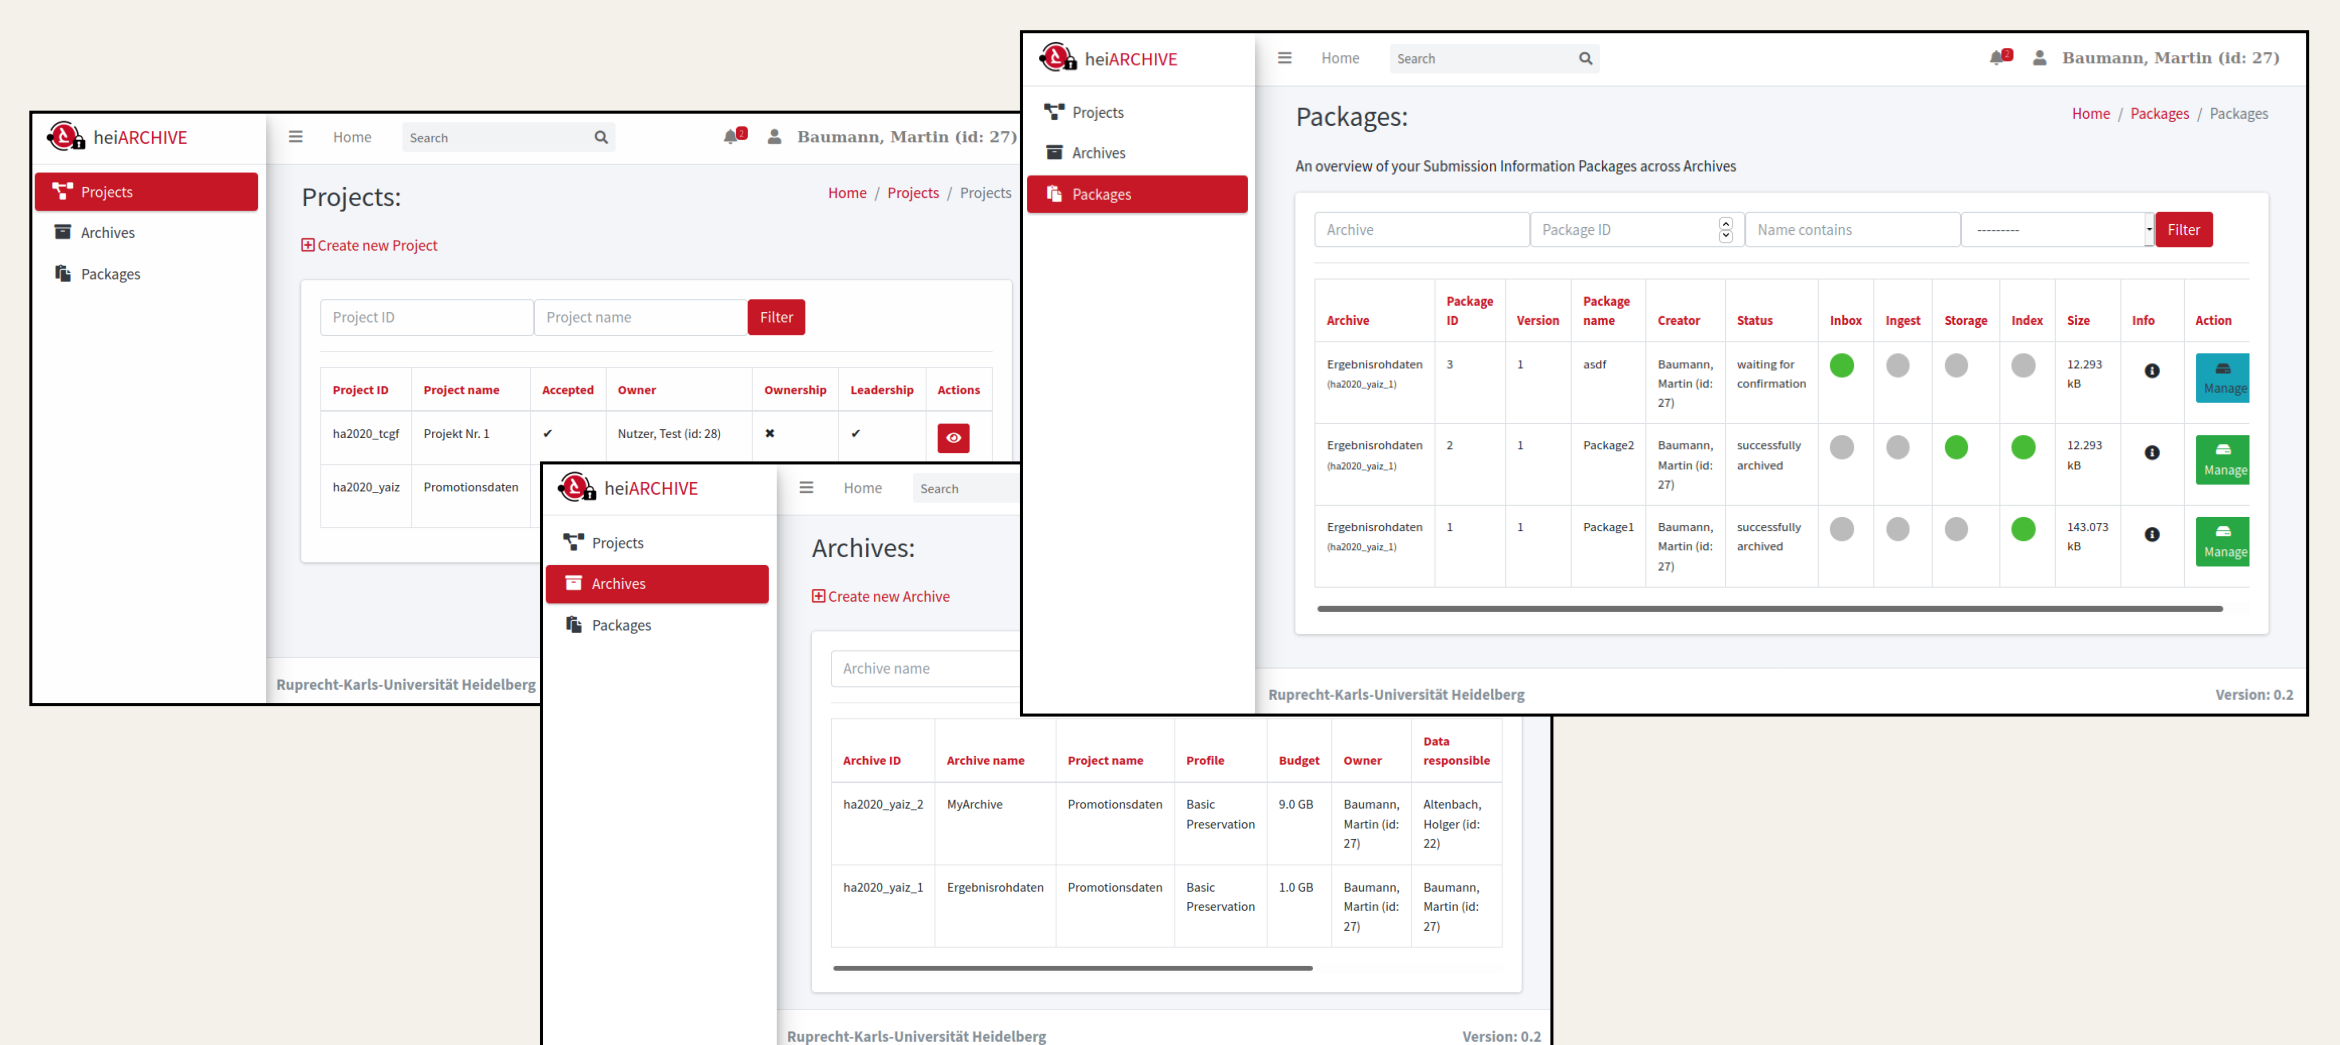 heiARCHIVE
Home
Search
2
Baumann, Martin (id: 27)
Projects
Archives
Packages
Projects:
Home / Projects / Projects
Create new Project
Project ID
Project name
Filter
Project ID Project name Accepted Owner Ownership Leadership Actions
ha2020_tcgf Projekt Nr. 1 ✔ Nutzer, Test (id: 28) ✖ ✔
ha2020_yaiz Promotionsdaten
Ruprecht-Karls-Universität Heidelberg
heiARCHIVE
Home
Search
Projects
Archives
Packages
Archives:
Create new Archive
Archive name
Archive ID Archive name Project name Profile Budget Owner Data responsible
ha2020_yaiz_2 MyArchive Promotionsdaten Basic Preservation 9.0 GB Baumann, Martin (id: 27) Altenbach, Holger (id: 22)
ha2020_yaiz_1 Ergebnisrohdaten Promotionsdaten Basic Preservation 1.0 GB Baumann, Martin (id: 27) Baumann, Martin (id: 27)
Ruprecht-Karls-Universität Heidelberg
Version: 0.2
heiARCHIVE
Home
Search
2
Baumann, Martin (id: 27)
Projects
Archives
Packages
Packages:
Home / Packages / Packages
An overview of your Submission Information Packages across Archives
Archive
Package ID
Name contains
---------
Filter
Archive Package ID Version Package name Creator Status Inbox Ingest Storage Index Size Info Action
Ergebnisrohdaten (ha2020_yaiz_1) 3 1 asdf Baumann, Martin (id: 27) waiting for confirmation 12.293 kB Manage
Ergebnisrohdaten (ha2020_yaiz_1) 2 1 Package2 Baumann, Martin (id: 27) successfully archived 12.293 kB Manage
Ergebnisrohdaten (ha2020_yaiz_1) 1 1 Package1 Baumann, Martin (id: 27) successfully archived 143.073 kB Manage
Ruprecht-Karls-Universität Heidelberg
Version: 0.2